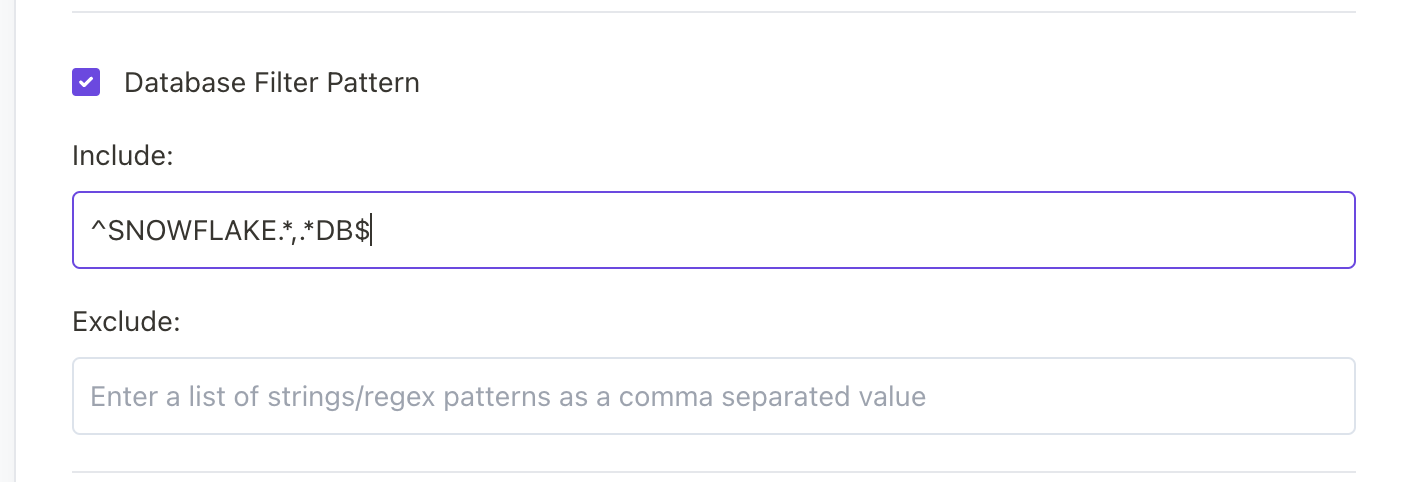 Database Filter Pattern
Include:
^SNOWFLAKE.*,.*DB$
Exclude:
Enter a list of strings/regex patterns as a comma separated value